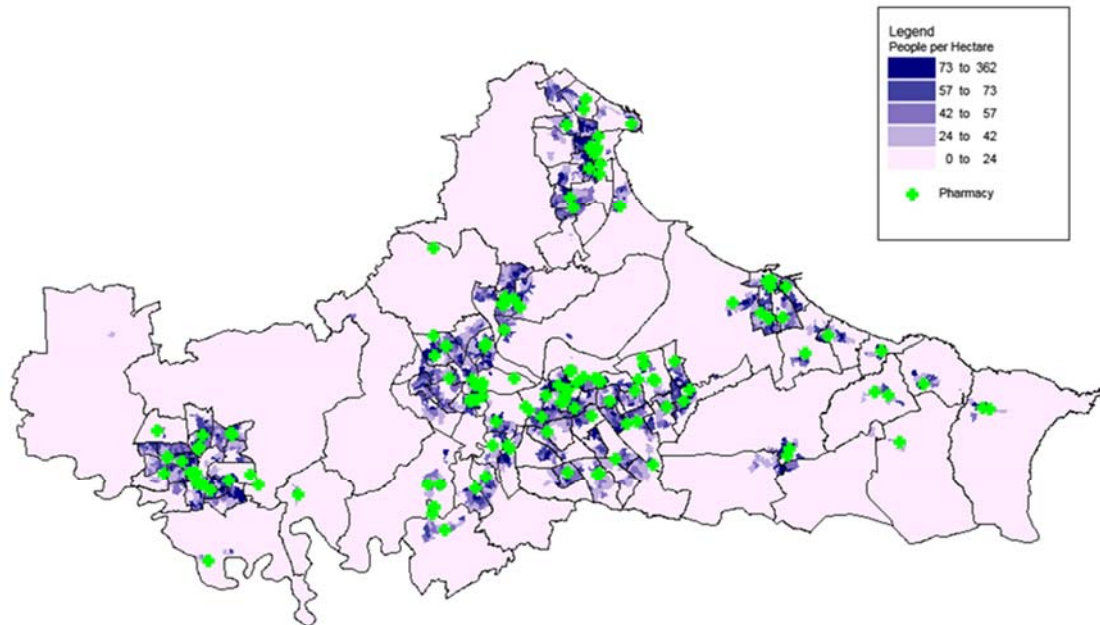 Legend
People per Hectare
73 to 362
57 to 73
42 to 57
24 to 42
0 to 24
Pharmacy